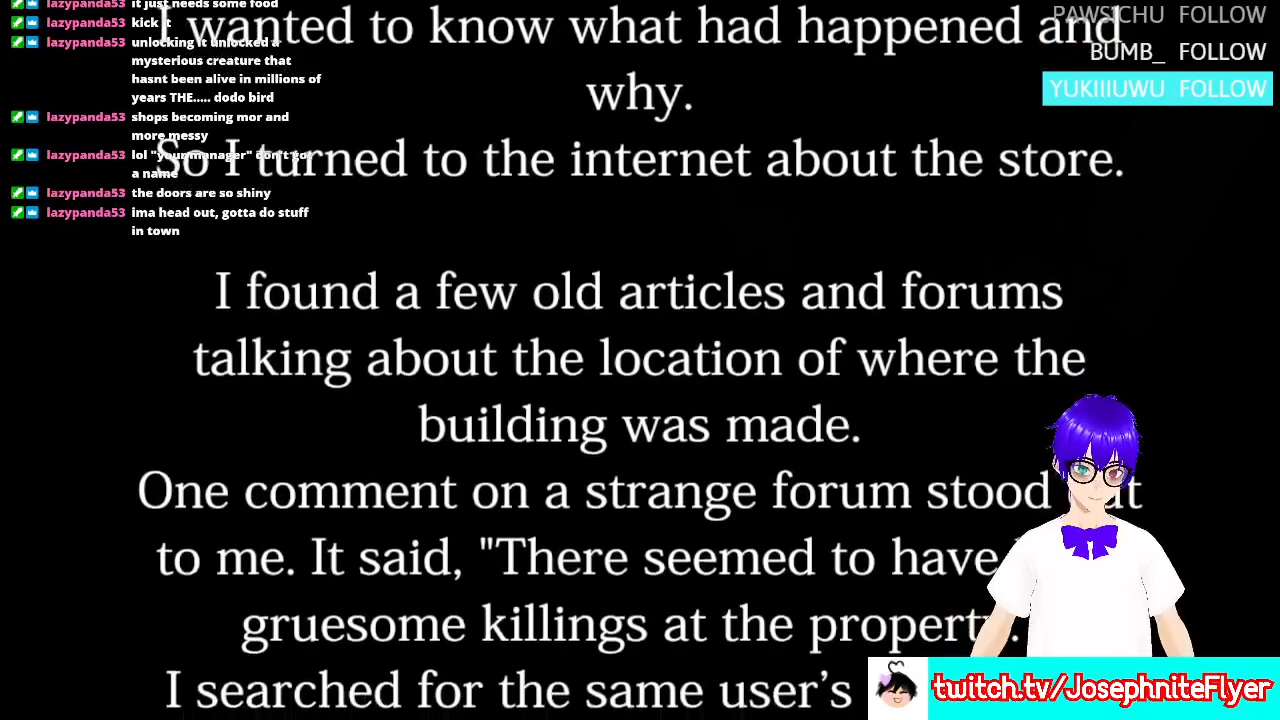 lazypanda53 it just needs some food
lazypanda53 kick it
lazypanda53 unlocking it unlocked a
mysterious creature that
hasnt been alive in millions of
years THE..... dodo bird
lazypanda53 shops becoming mor and
more messy
lazypanda53 lol "yourmanager" don't got
a name
lazypanda53 the doors are so shiny
lazypanda53 ima head out, gotta do stuff
in town
PAWSICHU FOLLOW
BUMB_ FOLLOW
YUKIIIUWU FOLLOW
I wanted to know what had happened and
why.
So I turned to the internet about the store.
I found a few old articles and forums
talking about the location of where the
building was made.
One comment on a strange forum stood
to me. It said, "There seemed to have
gruesome killings at the property.
I searched for the same user's
twitch.tv/JosephniteFlyer